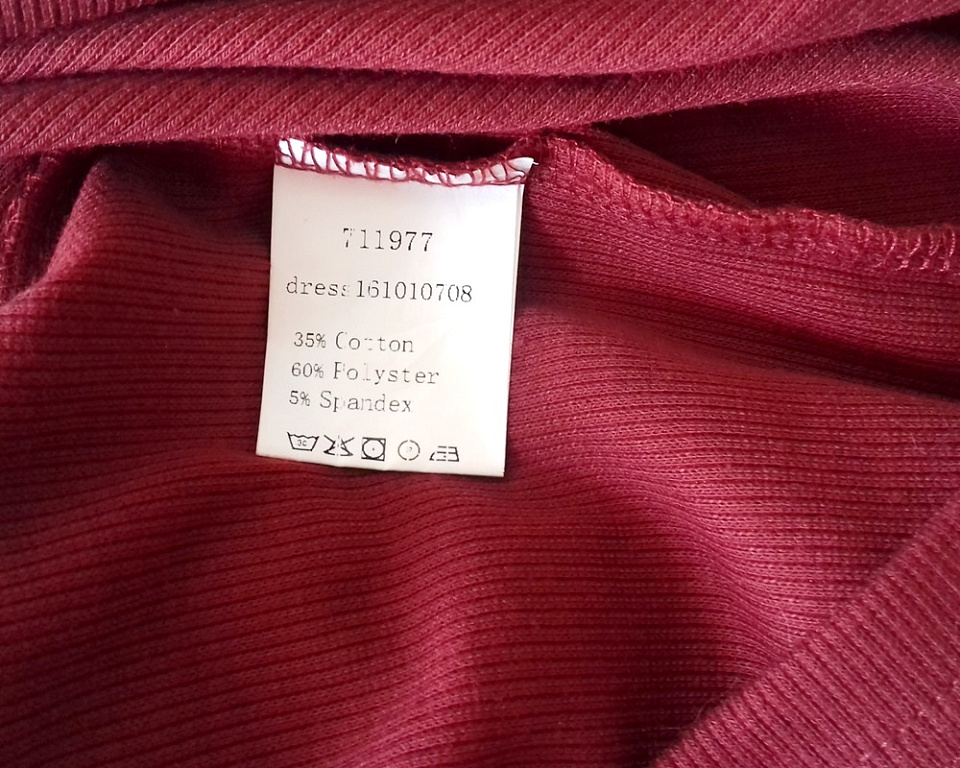 711977
dress161010708
35% Cotton
60% Polyster
5% Spandex